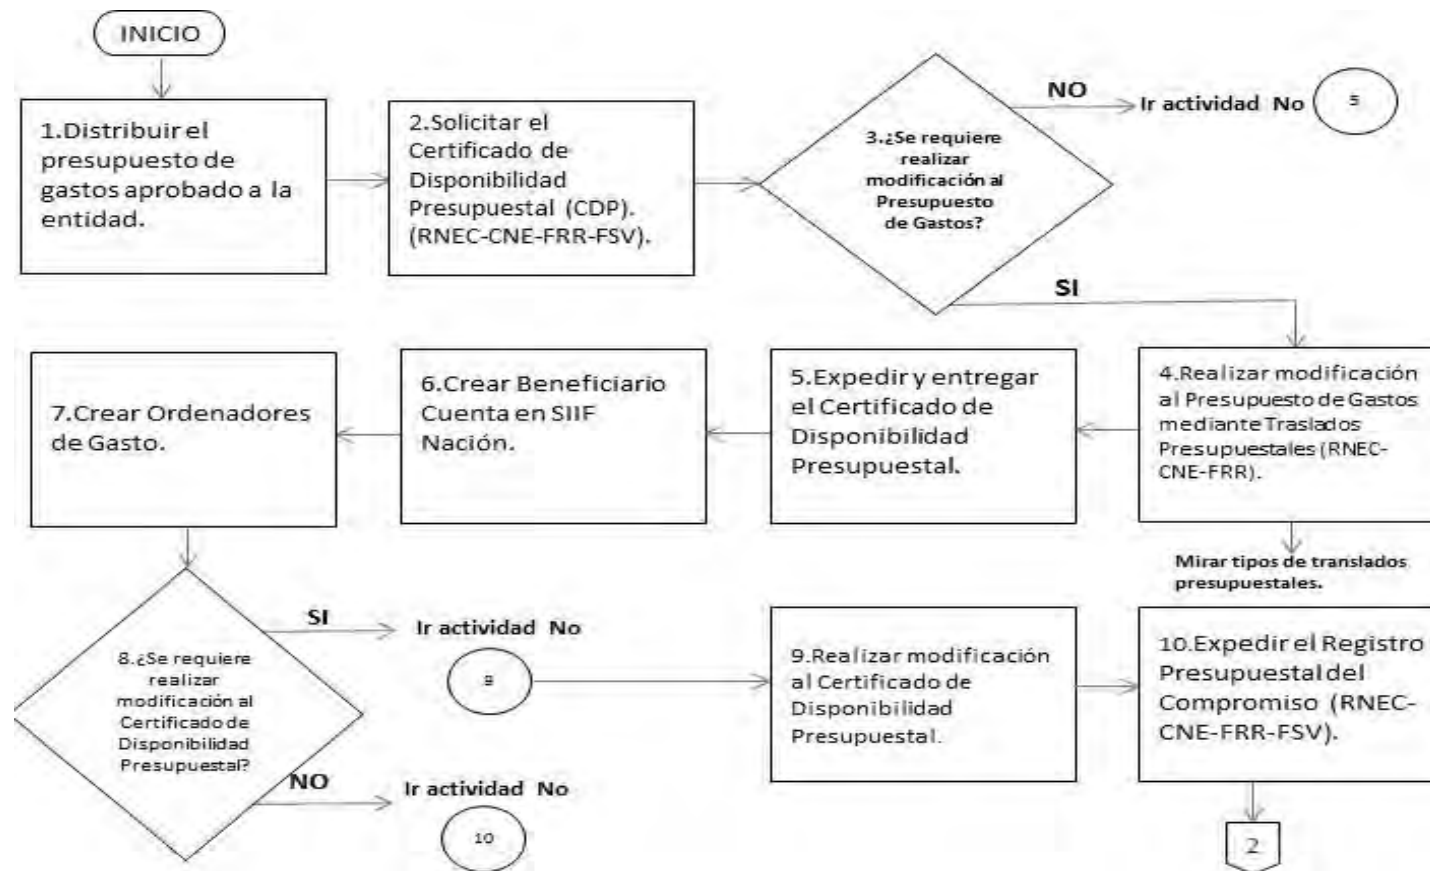 INICIO
1.Distribuir el
presupuesto de
gastos aprobado a la
entidad.
2.Solicitar el
Certificado de
Disponibilidad
Presupuestal (CDP).
(RNEC-CNE-FRR-FSV).
3.¿Se requiere
realizar
modificación al
Presupuesto
de Gastos?
NO
Ir actividad No
5
SI
4.Realizar modificación
al Presupuesto de Gastos
mediante Traslados
Presupuestales (RNEC-
CNE-FRR).
Mirar tipos de translados
presupuestales.
5.Expedir y entregar
el Certificado de
Disponibilidad
Presupuestal.
6.Crear Beneficiario
Cuenta en SIIF
Nación.
7.Crear Ordenadores
de Gasto.
8.¿Se requiere
realizar
modificación al
Certificado de
Disponibilidad
Presupuestal?
SI
Ir actividad No
9
NO
Ir actividad No
10
9.Realizar modificación
al Certificado de
Disponibilidad
Presupuestal.
10.Expedir el Registro
Presupuestal del
Compromiso (RNEC-
CNE-FRR-FSV).
2